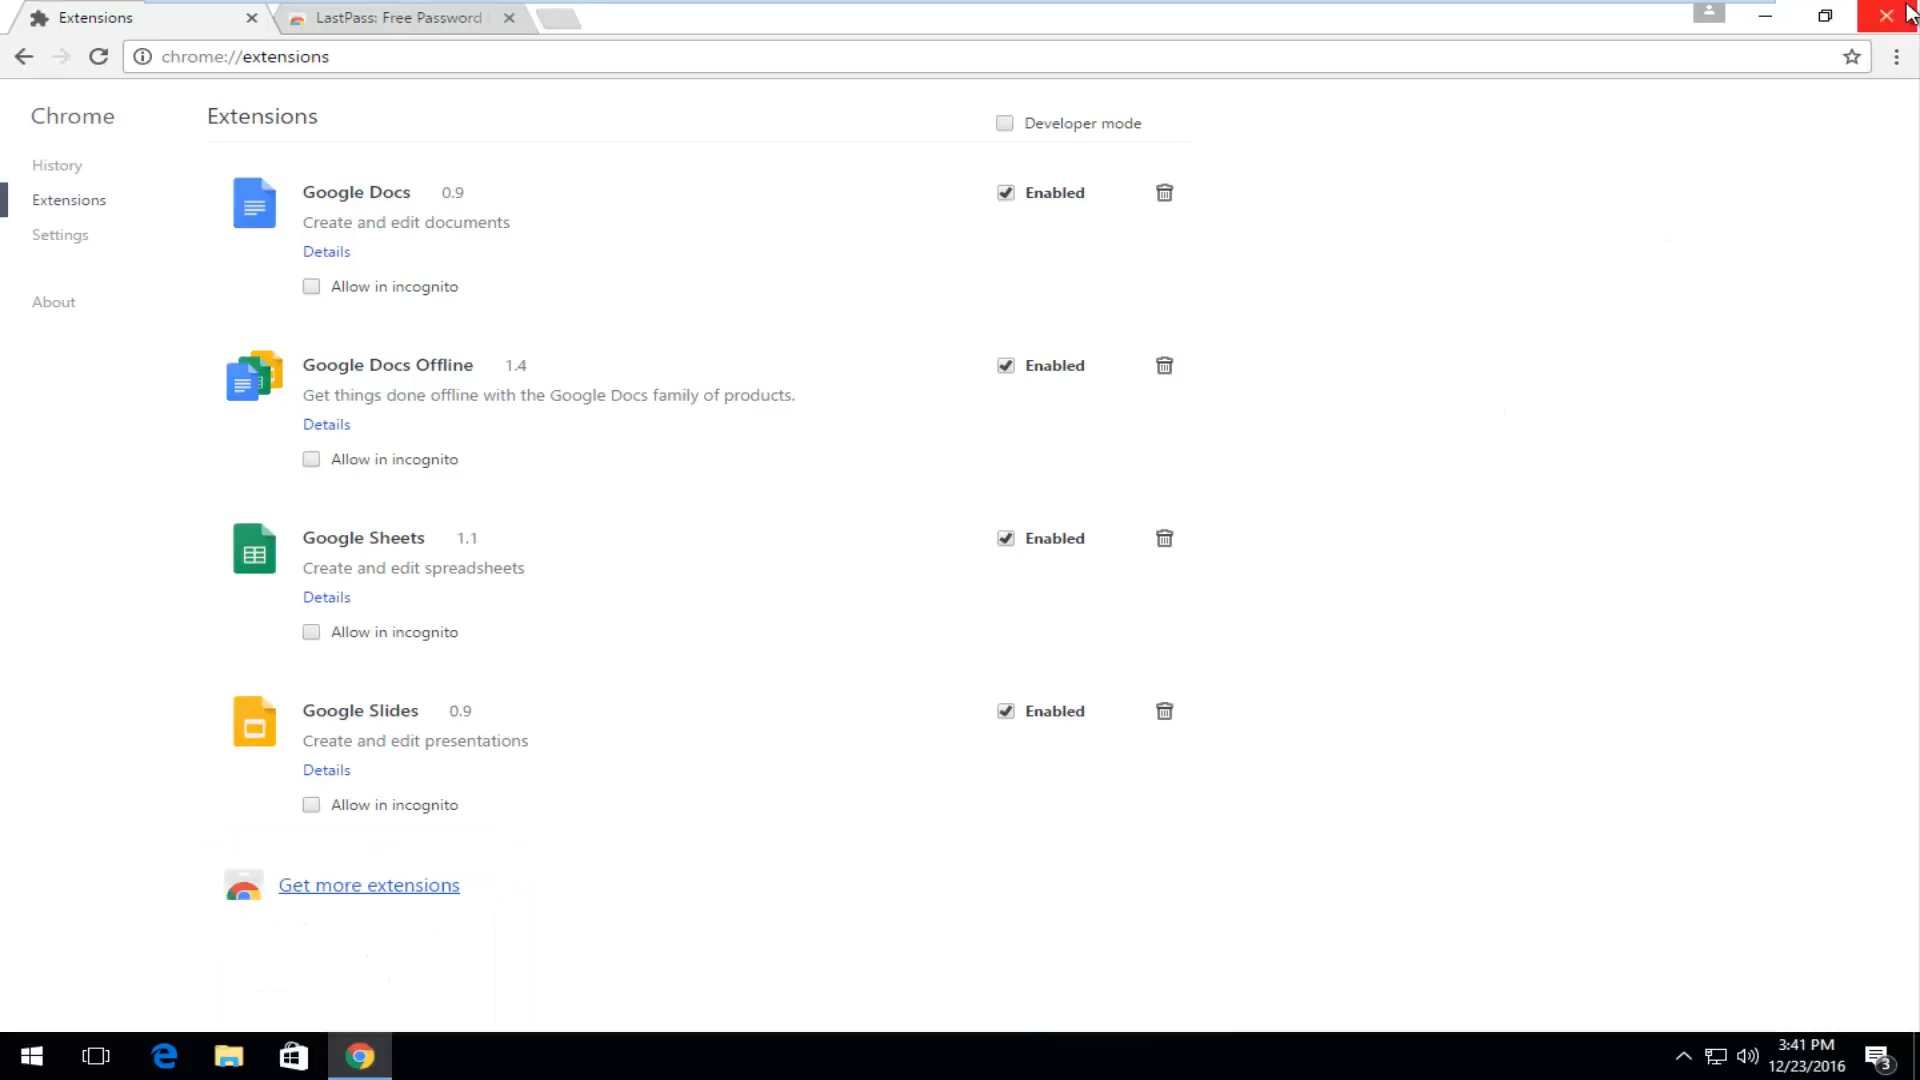 Extensions
LastPass: Free Password
chrome://extensions
Chrome
History
Extensions
Settings
About
Extensions
Developer mode
Google Docs 0.9
Enabled
Create and edit documents
Details
Allow in incognito
Google Docs Offline 1.4
Enabled
Get things done offline with the Google Docs family of products.
Details
Allow in incognito
Google Sheets 1.1
Enabled
Create and edit spreadsheets
Details
Allow in incognito
Google Slides 0.9
Enabled
Create and edit presentations
Details
Allow in incognito
Get more extensions
3:41 PM
12/23/2016
3